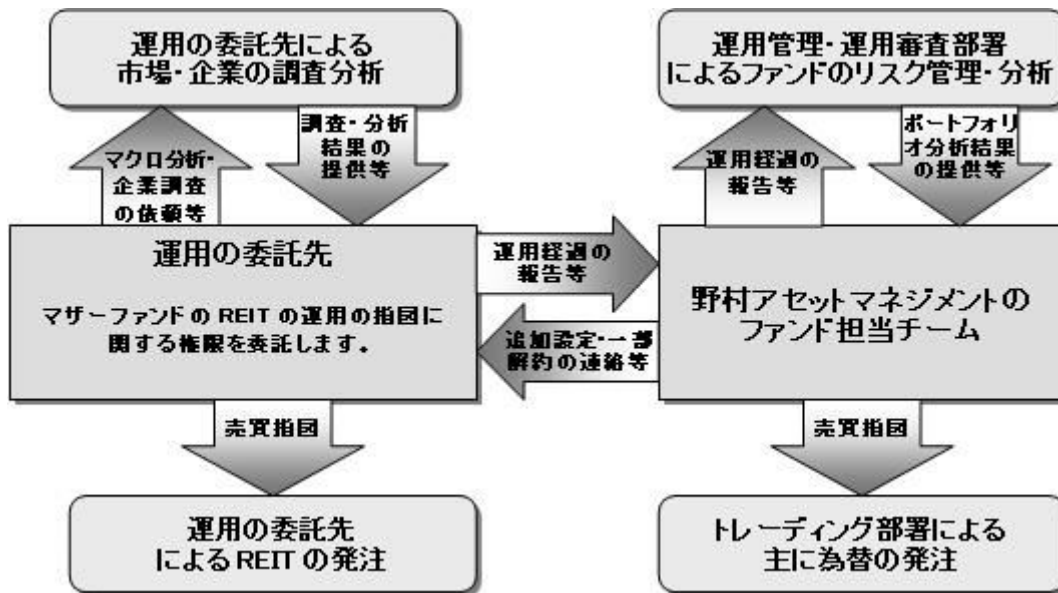 運用の委託先による
市場・企業の調査分析
運用管理・運用審査部署
によるファンドのリスク管理・分析
マクロ分析・
企業調査
の依頼等
調査・分析
結果の
提供等
運用経過の
報告等
ポートフォリ
オ分析結果
の提供等
運用の委託先
マザーファンドのREITの運用の指図に
関する権限を委託します。
運用経過の
報告等
追加設定・一部
解約の連絡等
野村アセットマネジメントの
ファンド担当チーム
売買指図
売買指図
運用の委託先
によるREITの発注
トレーディング部署による
主に為替の発注